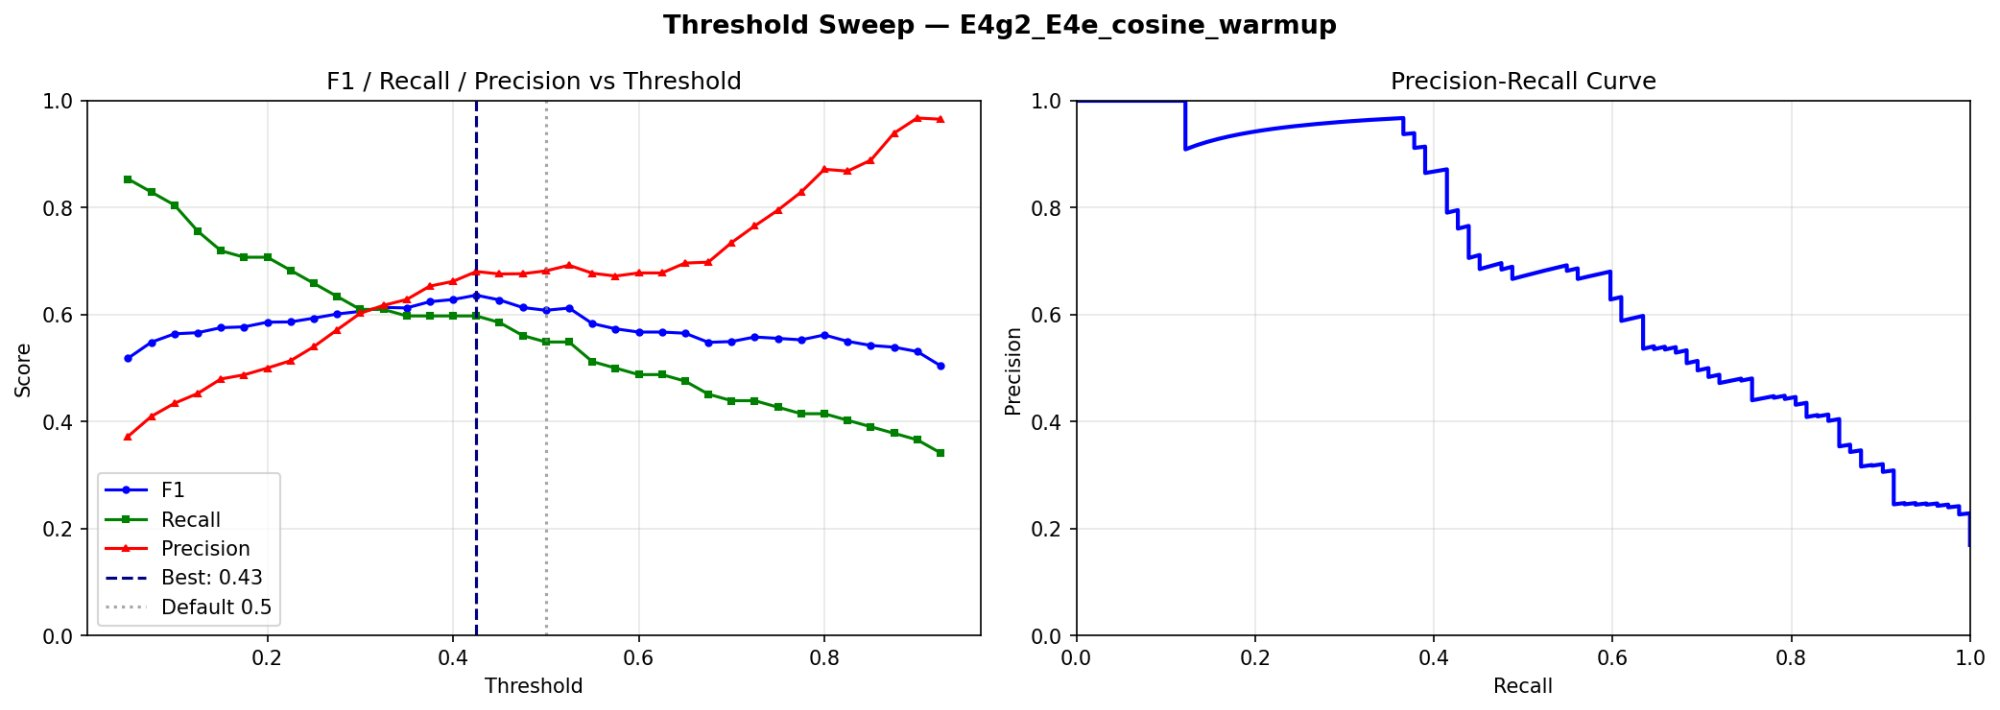 Threshold Sweep — E4g2_E4e_cosine_warmup
F1 / Recall / Precision vs Threshold
Score
1.0
0.8
0.6
0.4
0.2
0.0
F1
Recall
Precision
Best: 0.43
Default 0.5
0.2 0.4 0.6 0.8
Threshold
Precision-Recall Curve
Precision
1.0
0.8
0.6
0.4
0.2
0.0
0.0 0.2 0.4 0.6 0.8 1.0
Recall